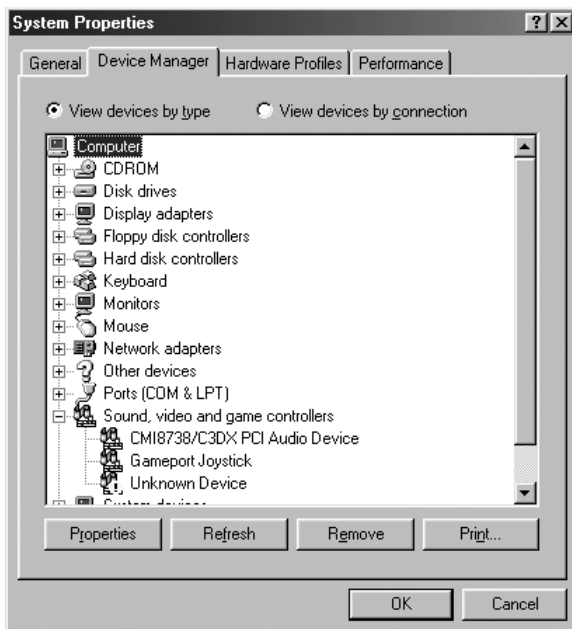 System Properties
General Device Manager Hardware Profiles Performance
View devices by type View devices by connection
Computer
CDROM
Disk drives
Display adapters
Floppy disk controllers
Hard disk controllers
Keyboard
Monitors
Mouse
Network adapters
Other devices
Ports (COM & LPT)
Sound, video and game controllers
CMI8738/C3DX PCI Audio Device
Gameport Joystick
Unknown Device
System devices
Properties Refresh Remove Print...
OK Cancel